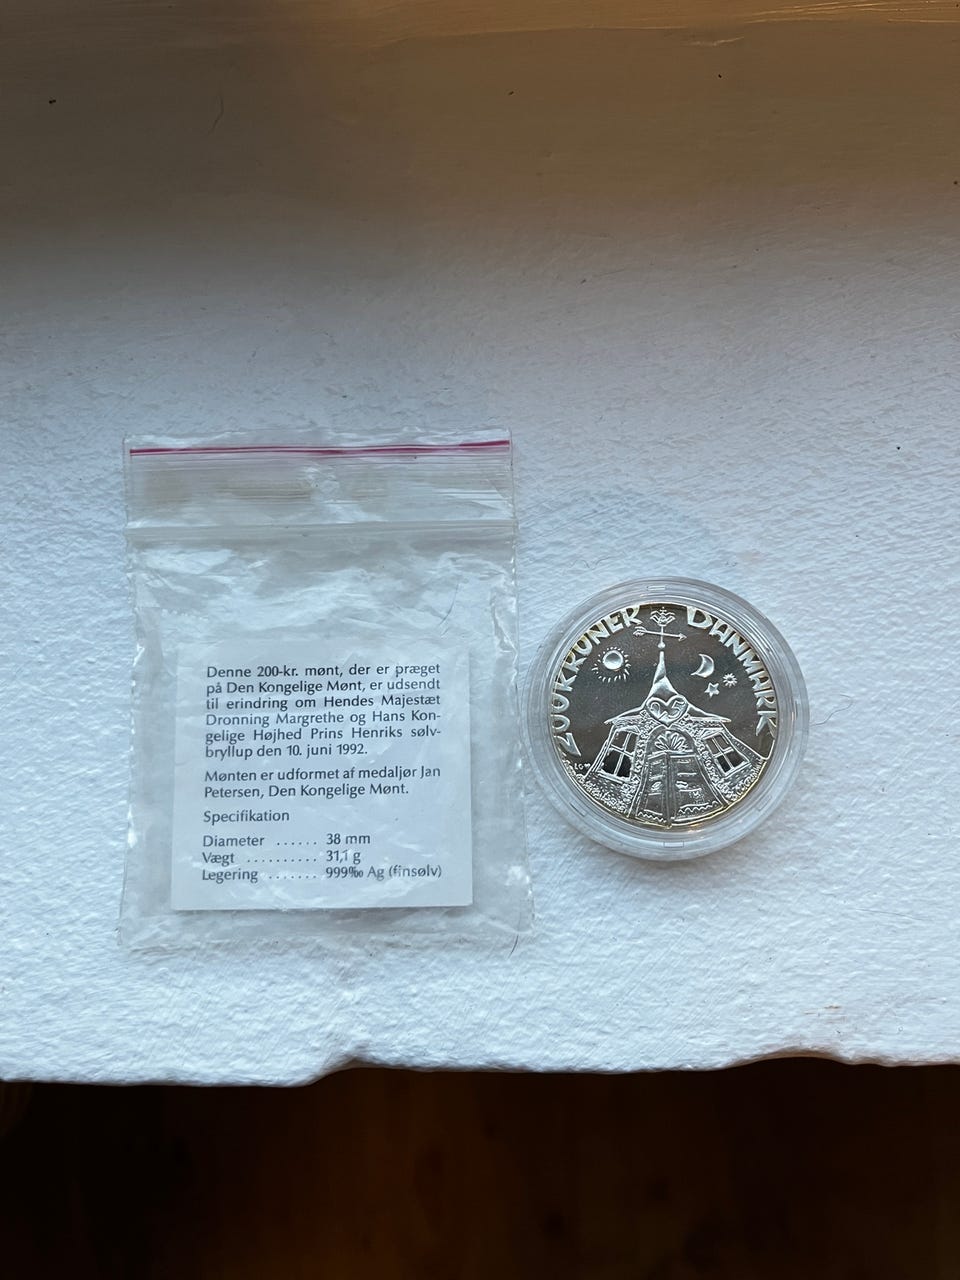 Denne 200-kr. mønt, der er præget
på Den Kongelige Mønt, er udsendt
til erindring om Hendes Majestæt
Dronning Margrethe og Hans Kon-
gelige Højhed Prins Henriks sølv-
bryllup den 10. juni 1992.
Mønten er udformet af medaljør Jan
Petersen, Den Kongelige Mønt.
Specifikation
Diameter ...... 38 mm
Vægt .......... 31,1 g
Legering ....... 999‰ Ag (finsølv)
200 KRONER DANMARK